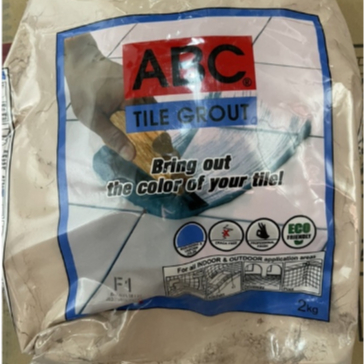 ABC®
TILE GROUT
Bring out
the color of your tile!
ECO
FRIENDLY
For all INDOOR & OUTDOOR application areas
F1
2kg